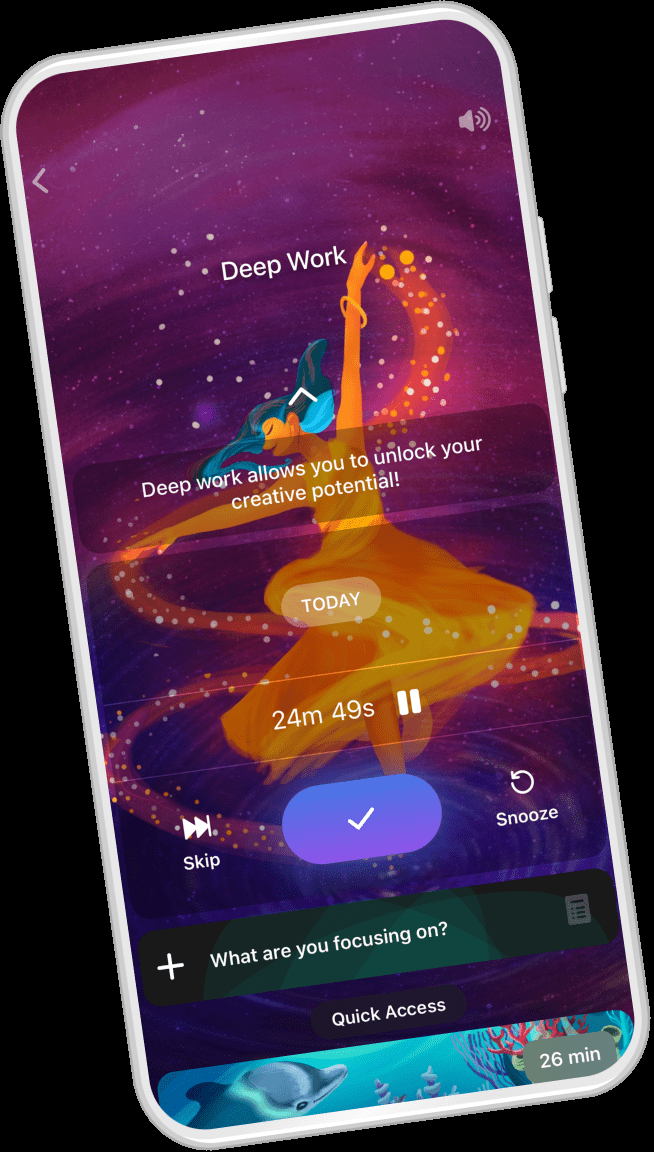 Deep Work
Deep work allows you to unlock your
creative potential!
TODAY
24m 49s
Skip
Snooze
What are you focusing on?
Quick Access
26 min